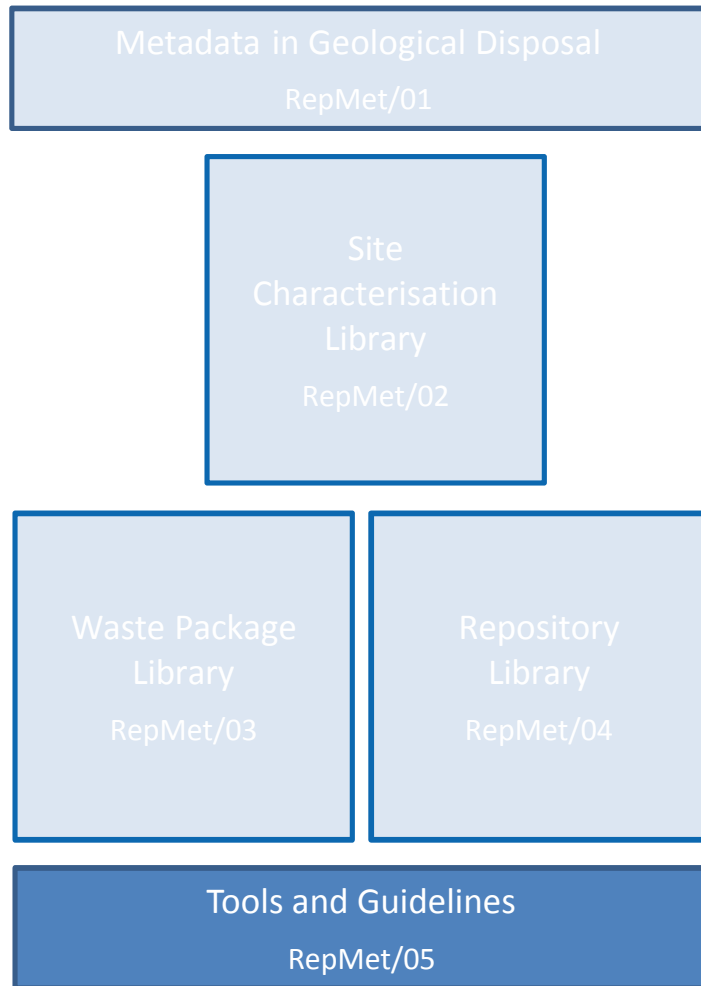 Metadata in Geological Disposal
RepMet/01
Site
Characterisation
Library
RepMet/02
Waste Package
Library
RepMet/03
Repository
Library
RepMet/04
Tools and Guidelines
RepMet/05